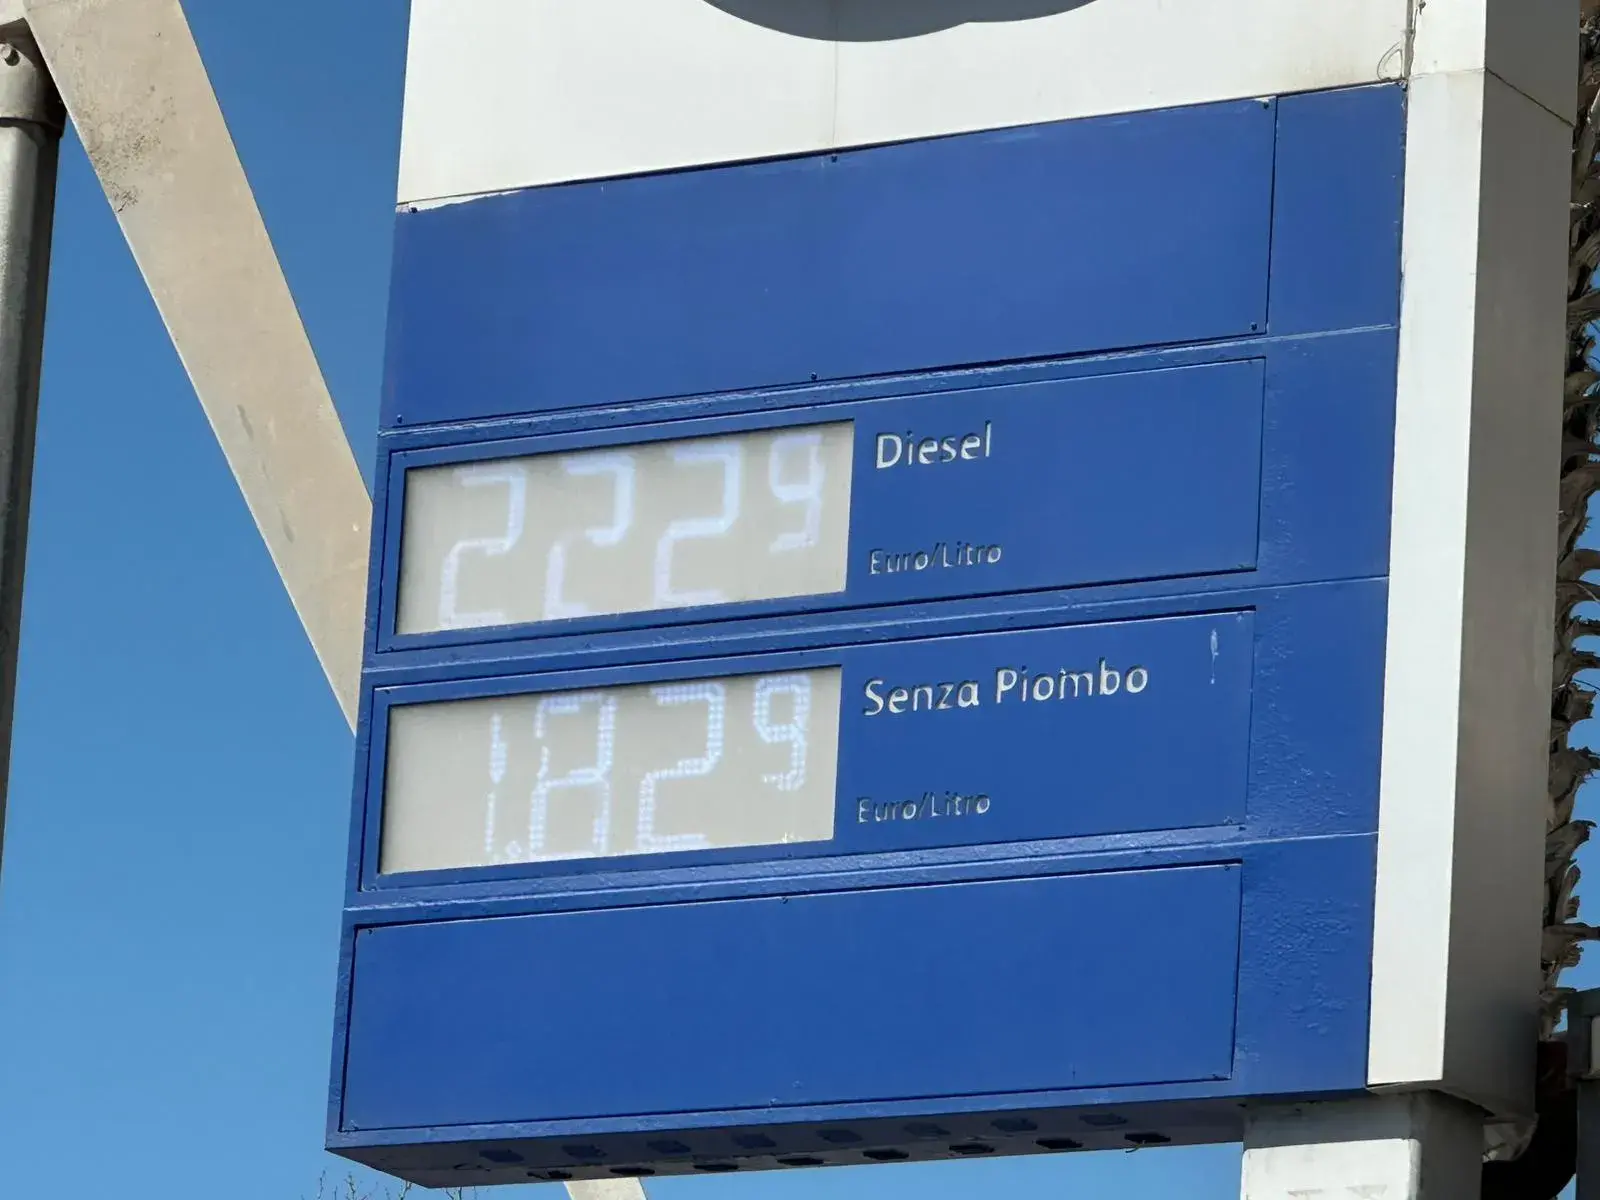 2229
Diesel
Euro/Litro
1.829
Senza Piombo
Euro/Litro